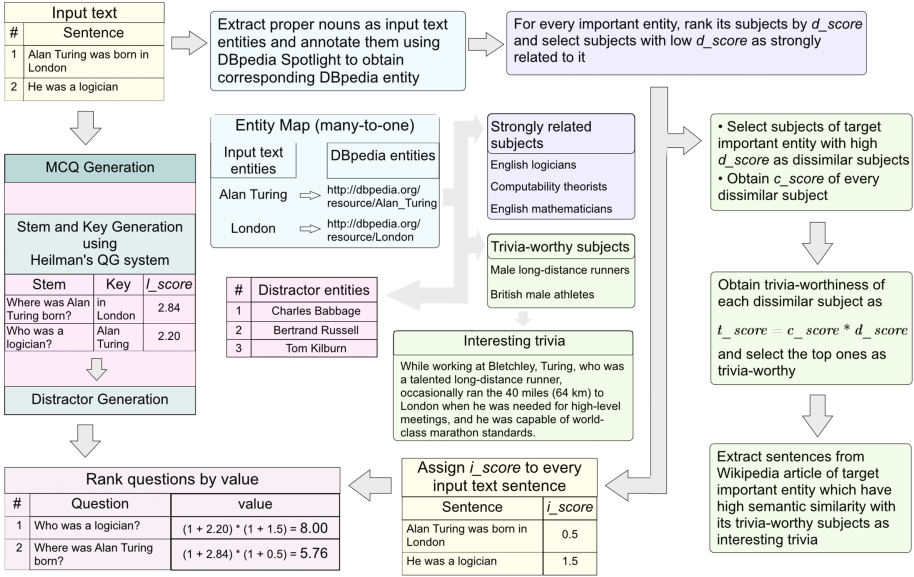 Input text
# Sentence
1 Alan Turing was born in
London
2 He was a logician
Extract proper nouns as input text
entities and annotate them using
DBpedia Spotlight to obtain
corresponding DBpedia entity
For every important entity, rank its subjects by d_score
and select subjects with low d_score as strongly
related to it
MCQ Generation
Stem and Key Generation
using
Heilman's QG system
Stem Key l_score
Where was Alan
Turing born?
in
London
2.84
Who was a
logician?
Alan
Turing
2.20
Distractor Generation
Entity Map (many-to-one)
Input text
entities
DBpedia entities
Alan Turing
http://dbpedia.org/
resource/Alan_Turing
London
http://dbpedia.org/
resource/London
# Distractor entities
1 Charles Babbage
2 Bertrand Russell
3 Tom Kilburn
Strongly related
subjects
English logicians
Computability theorists
English mathematicians
Trivia-worthy subjects
Male long-distance runners
British male athletes
Interesting trivia
While working at Bletchley, Turing, who was
a talented long-distance runner,
occasionally ran the 40 miles (64 km) to
London when he was needed for high-level
meetings, and he was capable of world-
class marathon standards.
• Select subjects of target
important entity with high
d_score as dissimilar subjects
• Obtain c_score of every
dissimilar subject
Obtain trivia-worthiness
of each dissimilar subject as
t_score = c_score * d_score
and select the top ones as
trivia-worthy
Extract sentences from
Wikipedia article of target
important entity which have
high semantic similarity with
its trivia-worthy subjects as
interesting trivia
Assign i_score to every
input text sentence
Sentence i_score
Alan Turing was born in
London
0.5
He was a logician 1.5
Rank questions by value
# Question value
1 Who was a logician? (1 + 2.20) * (1 + 1.5) = 8.00
2 Where was Alan Turing
born?
(1 + 2.84) * (1 + 0.5) = 5.76